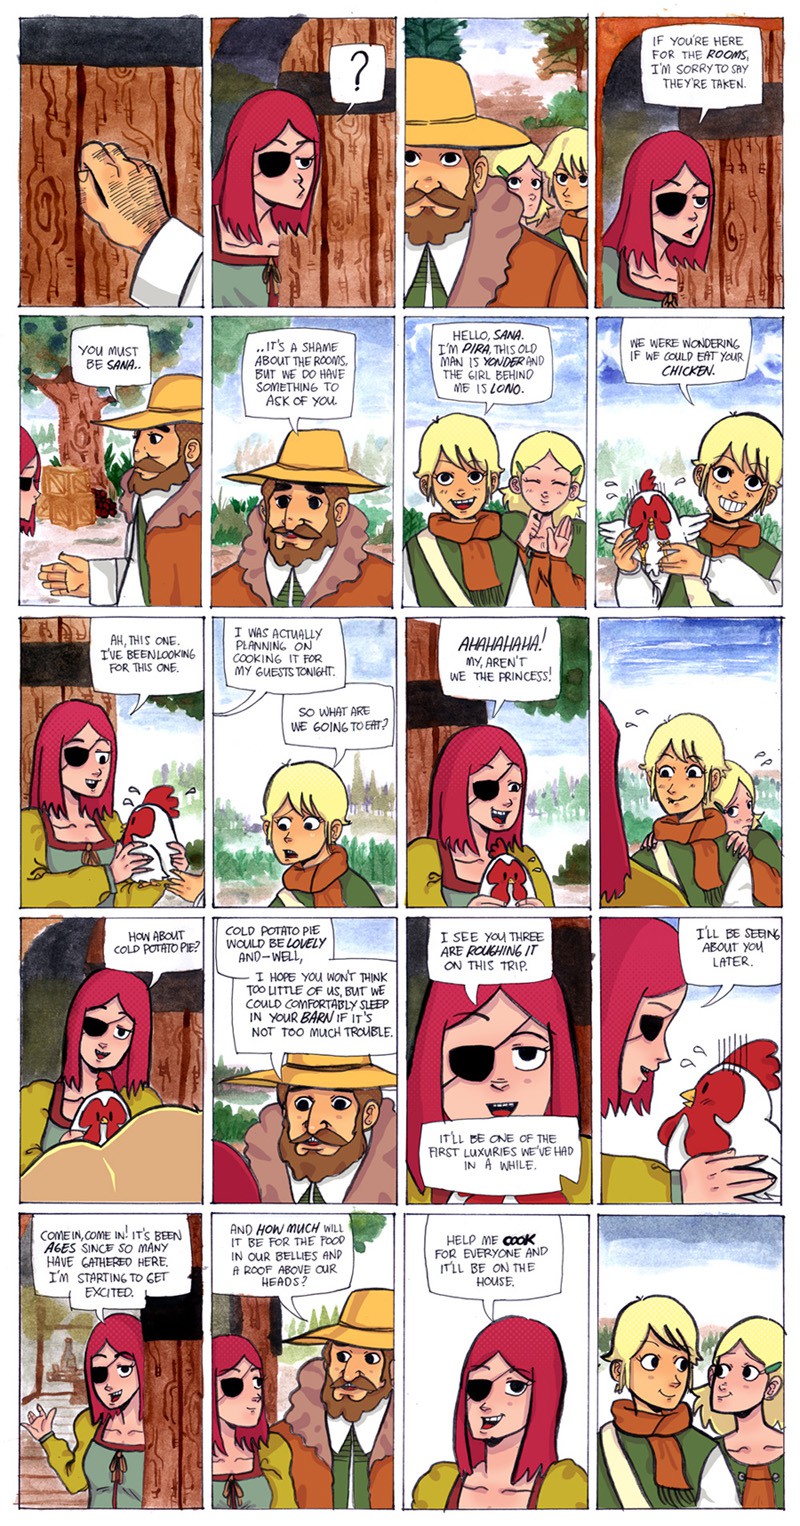 ?
IF YOU'RE HERE
FOR THE ROOMS,
I'M SORRY TO SAY
THEY'RE TAKEN.
YOU MUST
BE SANA..
..IT'S A SHAME
ABOUT THE ROOMS,
BUT WE DO HAVE
SOMETHING TO
ASK OF YOU.
HELLO, SANA.
I'M PIRA, THIS OLD
MAN IS YONDER AND
THE GIRL BEHIND
ME IS LONO.
WE WERE WONDERING
IF WE COULD EAT YOUR
CHICKEN.
AH, THIS ONE.
I'VE BEEN LOOKING
FOR THIS ONE.
I WAS ACTUALLY
PLANNING ON
COOKING IT FOR
MY GUESTS TONIGHT.
SO WHAT ARE
WE GOING TO EAT?
AHAHAHAHA!
MY, AREN'T
WE THE PRINCESS!
HOW ABOUT
COLD POTATO PIE?
COLD POTATO PIE
WOULD BE LOVELY
AND-WELL,
I HOPE YOU WON'T THINK
TOO LITTLE OF US, BUT WE
COULD COMFORTABLY SLEEP
IN YOUR BARN IF IT'S
NOT TOO MUCH TROUBLE.
I SEE YOU THREE
ARE ROUGHING IT
ON THIS TRIP.
IT'LL BE ONE OF THE
FIRST LUXURIES WE'VE HAD
IN A WHILE.
I'LL BE SEEING
ABOUT YOU
LATER.
COME IN, COME IN! IT'S BEEN
AGES SINCE SO MANY
HAVE GATHERED HERE.
I'M STARTING TO GET
EXCITED.
AND HOW MUCH WILL
IT BE FOR THE FOOD
IN OUR BELLIES AND
A ROOF ABOVE OUR
HEADS?
HELP ME COOK
FOR EVERYONE AND
IT'LL BE ON THE
HOUSE.